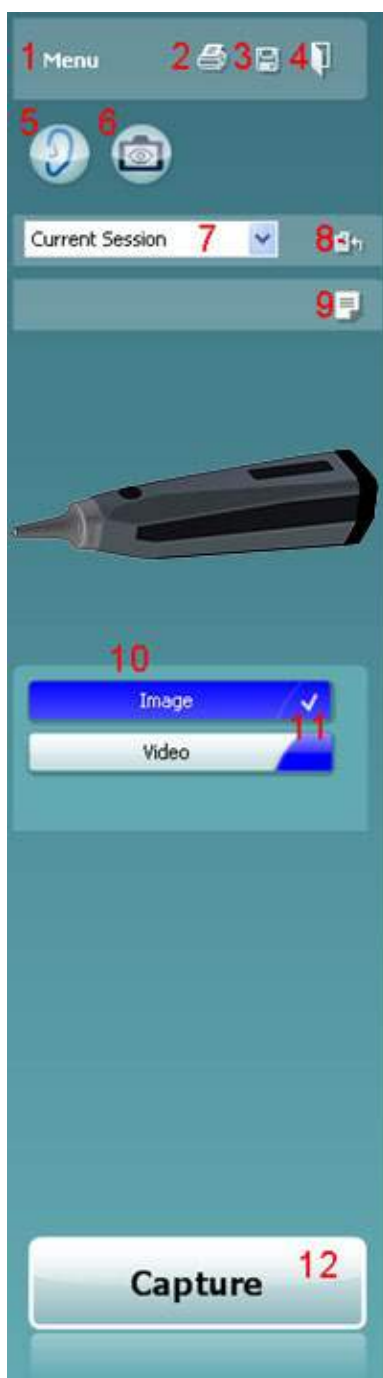 1 Menu 2 3 4
5 6
Current Session 7 8
9
10
Image
11
Video
Capture 12